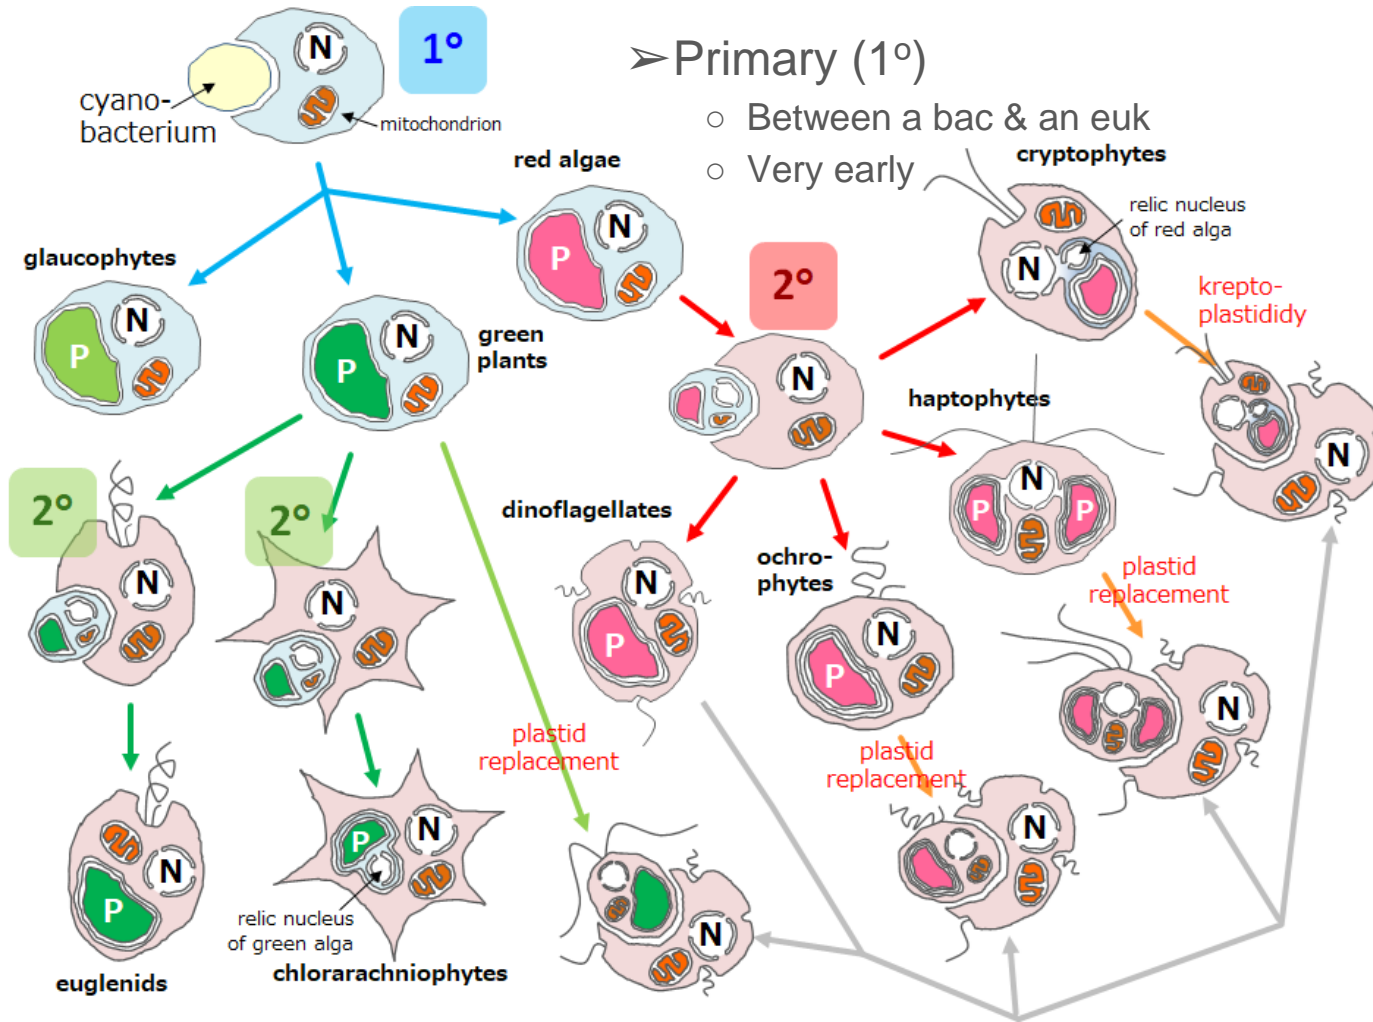 N
1°
➢Primary (1º)
cyano-
bacterium
mitochondrion
○ Between a bac & an euk
○ Very early
red algae
cryptophytes
relic nucleus
of red alga
N
P
glaucophytes
2°
N
krepto-
plastididy
N
P
N
P
green
plants
N
haptophytes
N
N
P
P
2°
2°
dinoflagellates
ochro-
phytes
plastid
replacement
N
N
N
P
N
P
N
plastid
replacement
plastid
replacement
P
N
N
N
P
relic nucleus
of green alga
N
euglenids
chlorarachniophytes